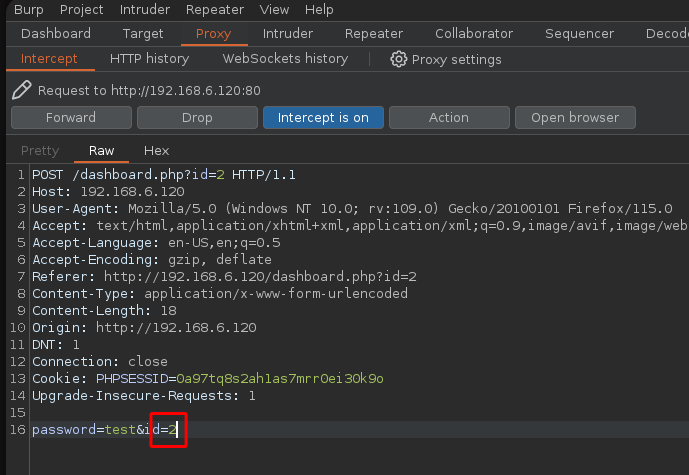 Burp Project Intruder Repeater View Help
Dashboard Target Proxy Intruder Repeater Collaborator Sequencer Decod
Intercept HTTP history WebSockets history Proxy settings
Request to http://192.168.6.120:80
Forward Drop Intercept is on Action Open browser
Pretty Raw Hex
1 POST /dashboard.php?id=2 HTTP/1.1
2 Host: 192.168.6.120
3 User-Agent: Mozilla/5.0 (Windows NT 10.0; rv:109.0) Gecko/20100101 Firefox/115.0
4 Accept: text/html,application/xhtml+xml,application/xml;q=0.9,image/avif,image/web
5 Accept-Language: en-US,en;q=0.5
6 Accept-Encoding: gzip, deflate
7 Referer: http://192.168.6.120/dashboard.php?id=2
8 Content-Type: application/x-www-form-urlencoded
9 Content-Length: 18
10 Origin: http://192.168.6.120
11 DNT: 1
12 Connection: close
13 Cookie: PHPSESSID=0a97tq8s2ah1as7mrr0ei30k9o
14 Upgrade-Insecure-Requests: 1
15
16 password=test&id=2